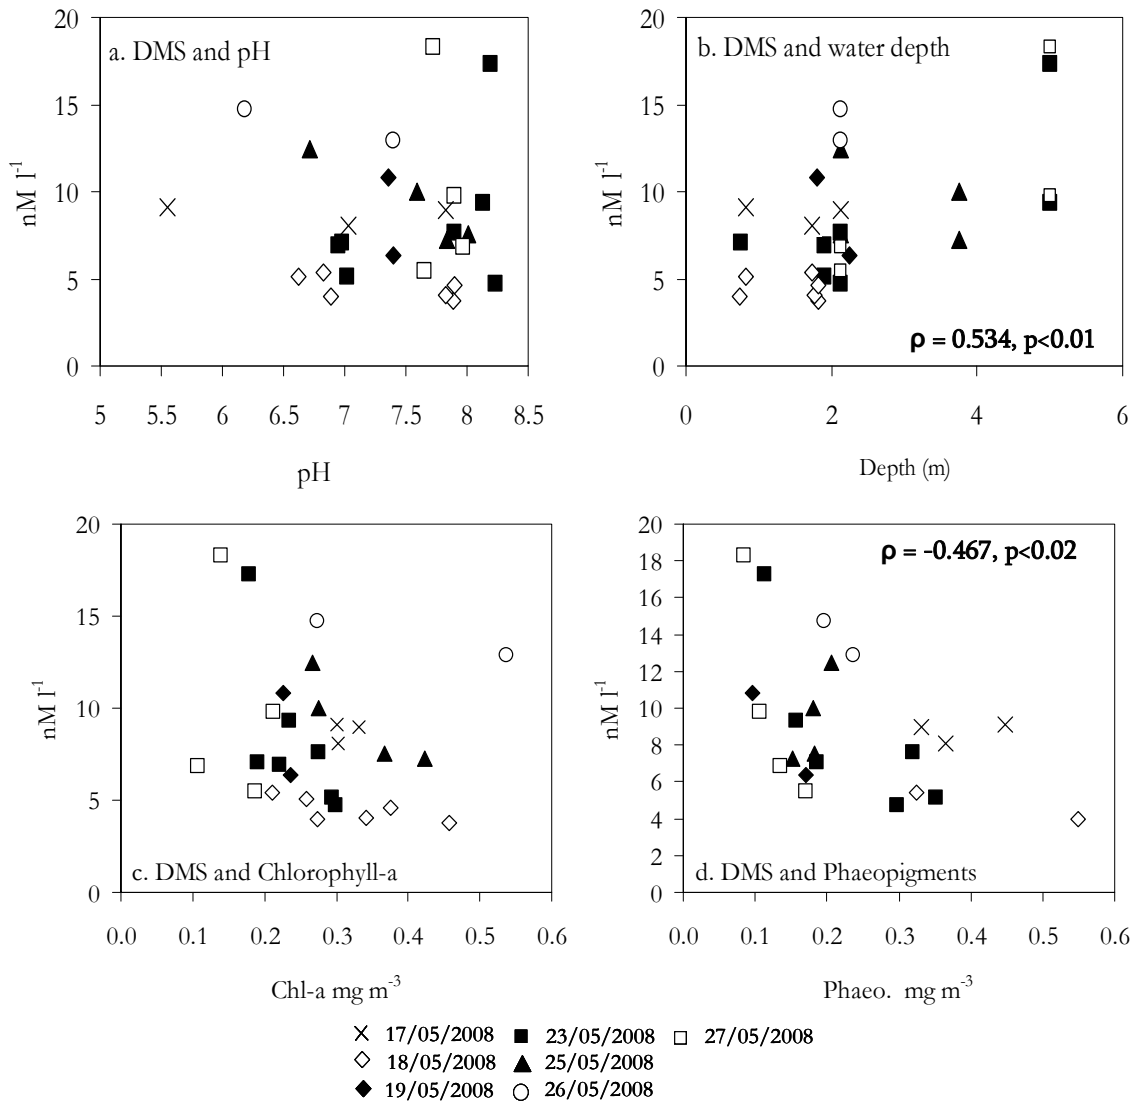 a. DMS and pH
20
15
10
5
0
nM l⁻¹
5 5.5 6 6.5 7 7.5 8 8.5
pH
b. DMS and water depth
20
15
10
5
0
nM l⁻¹
ρ = 0.534, p<0.01
0 2 4 6
Depth (m)
20
15
10
5
0
nM l⁻¹
c. DMS and Chlorophyll-a
0.0 0.1 0.2 0.3 0.4 0.5 0.6
Chl-a mg m⁻³
20
18
16
14
12
10
8
6
4
2
0
nM l⁻¹
ρ = -0.467, p<0.02
d. DMS and Phaeopigments
0.0 0.1 0.2 0.3 0.4 0.5 0.6
Phaeo. mg m⁻³
17/05/2008 23/05/2008 27/05/2008
18/05/2008 25/05/2008
19/05/2008 26/05/2008